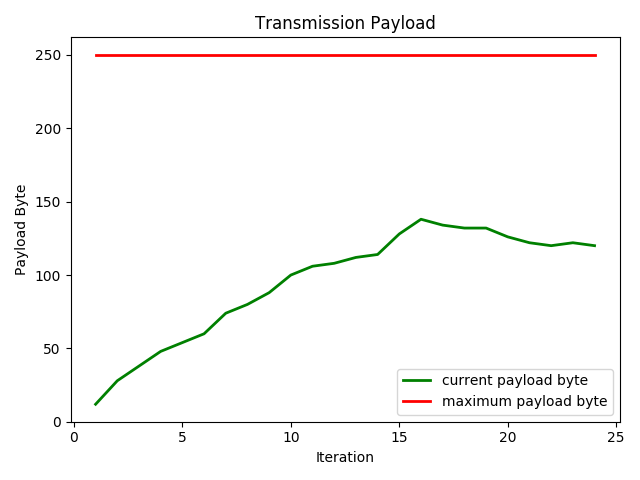 Transmission Payload
250
200
150
100
50
0
Payload Byte
0 5 10 15 20 25
Iteration
current payload byte
maximum payload byte